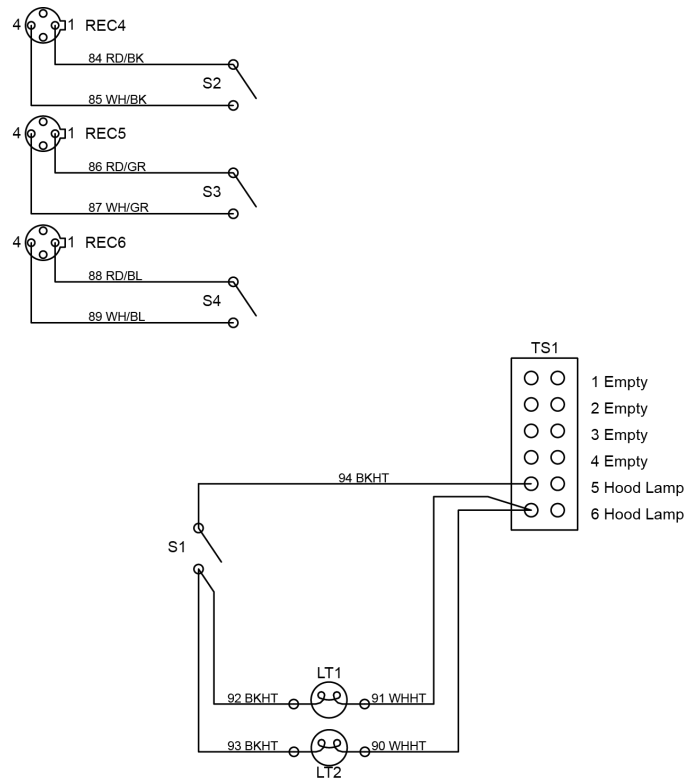 4 1 REC4
84 RD/BK
S2
85 WH/BK
4 1 REC5
86 RD/GR
S3
87 WH/GR
4 1 REC6
88 RD/BL
S4
89 WH/BL
TS1
1 Empty
2 Empty
3 Empty
4 Empty
94 BKHT
5 Hood Lamp
6 Hood Lamp
S1
LT1
92 BKHT 91 WHHT
93 BKHT 90 WHHT
LT2